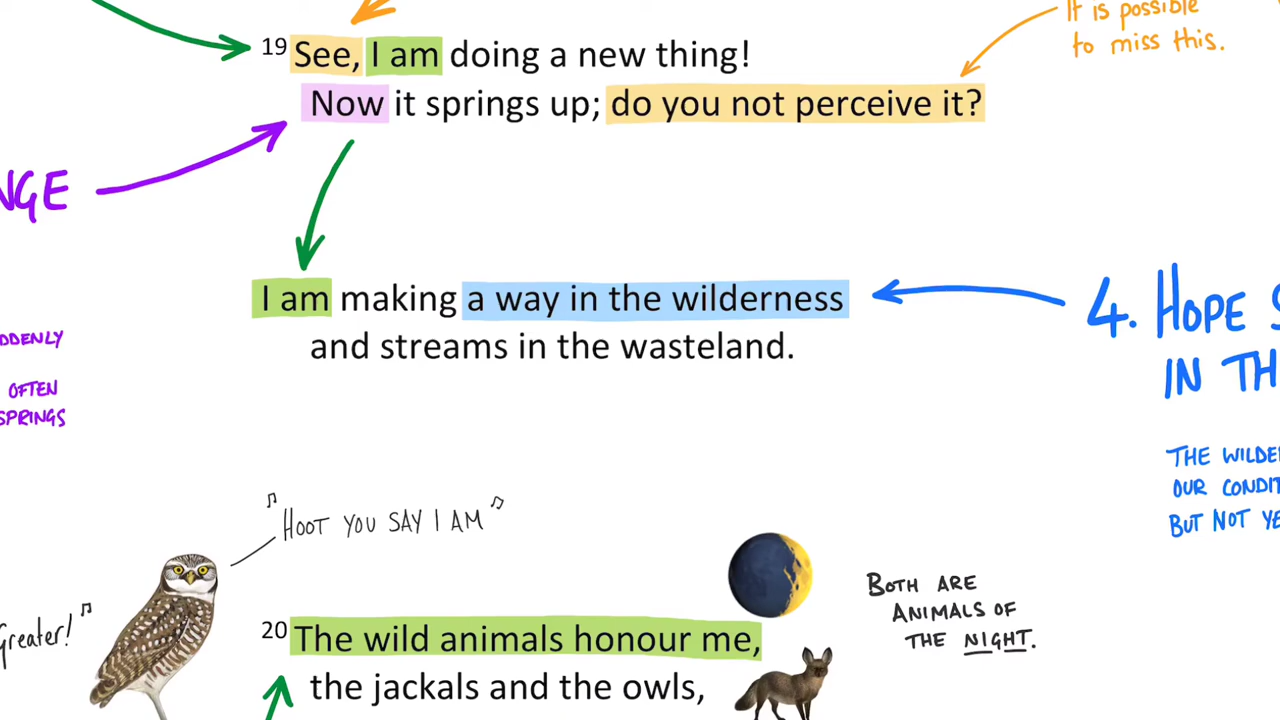 It is possible
to miss this.
19 See, I am doing a new thing!
Now it springs up; do you not perceive it?
NGE
I am making a way in the wilderness
and streams in the wasteland.
4. HOPE S
IN TH
DDENLY
OFTEN
SPRINGS
THE WILDE
OUR CONDIT
BUT NOT YE
♫ HOOT YOU SAY I AM ♫
BOTH ARE
ANIMALS OF
THE NIGHT.
Greater! ♫
20 The wild animals honour me,
the jackals and the owls,